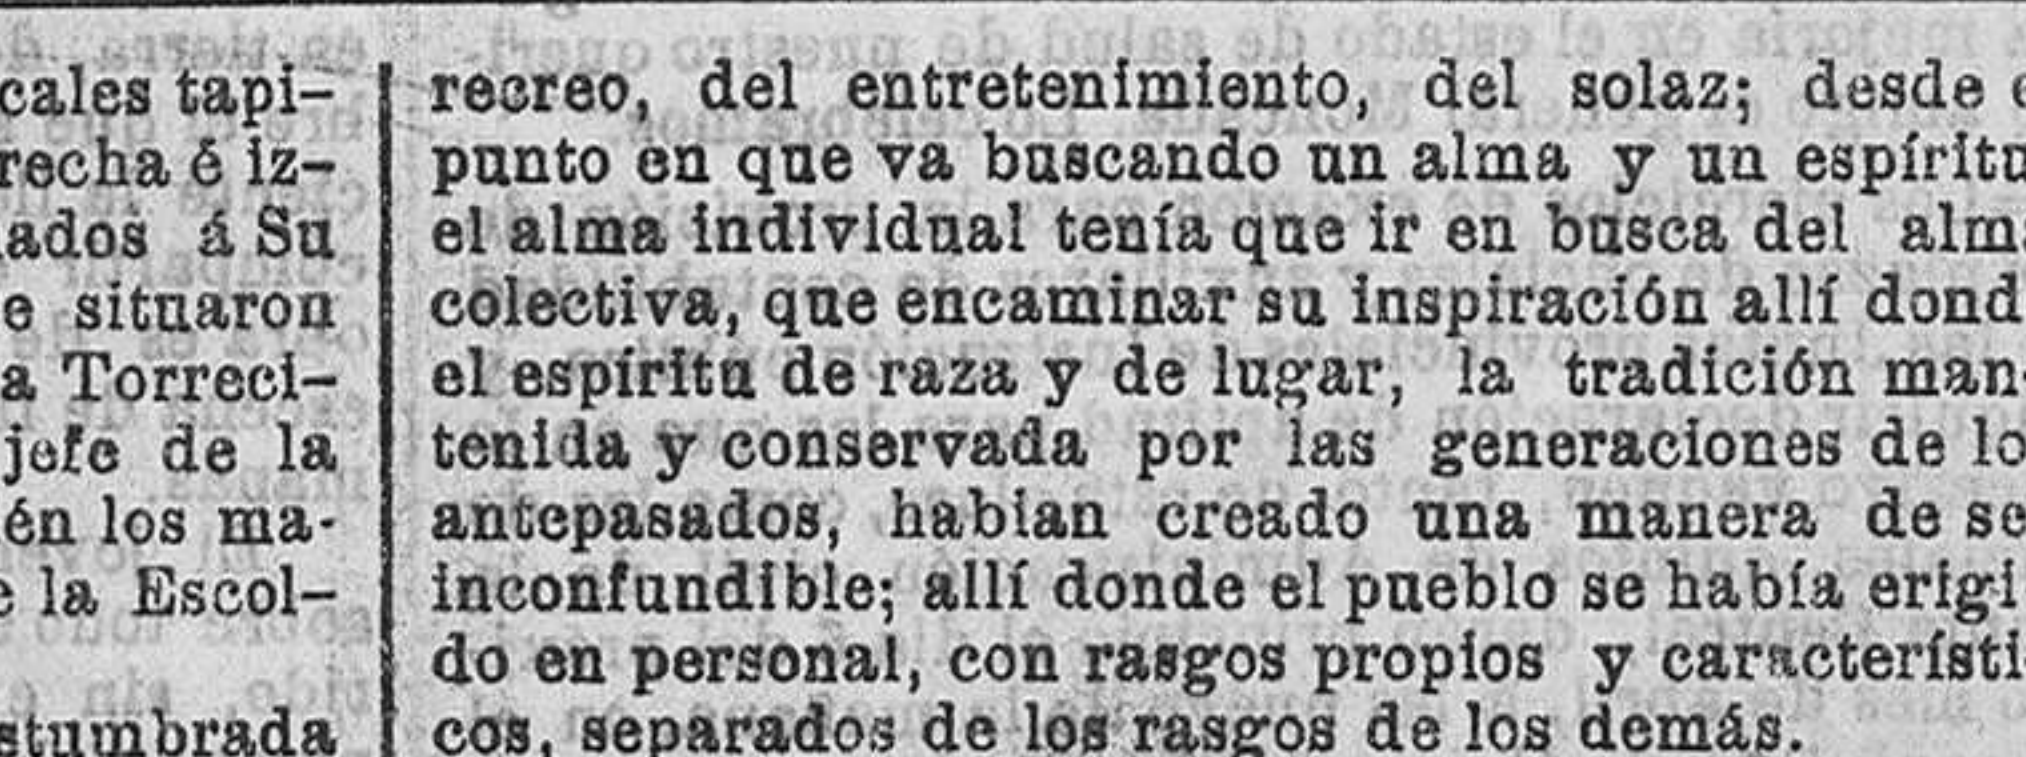 cales tapi-
recha é iz-
ados á Su
e situaron
a Torreci-
jefe de la
én los ma-
e la Escol-
stumbrada
recreo, del entretenimiento, del solaz; desde e
punto en que va buscando un alma y un espíritu
el alma individual tenía que ir en busca del alma
colectiva, que encaminar su inspiración allí dond
el espíritu de raza y de lugar, la tradición man-
tenida y conservada por las generaciones de lo
antepasados, habían creado una manera de se
inconfundible; allí donde el pueblo se había erigi
do en personal, con rasgos propios y característi-
cos, separados de los rasgos de los demás.